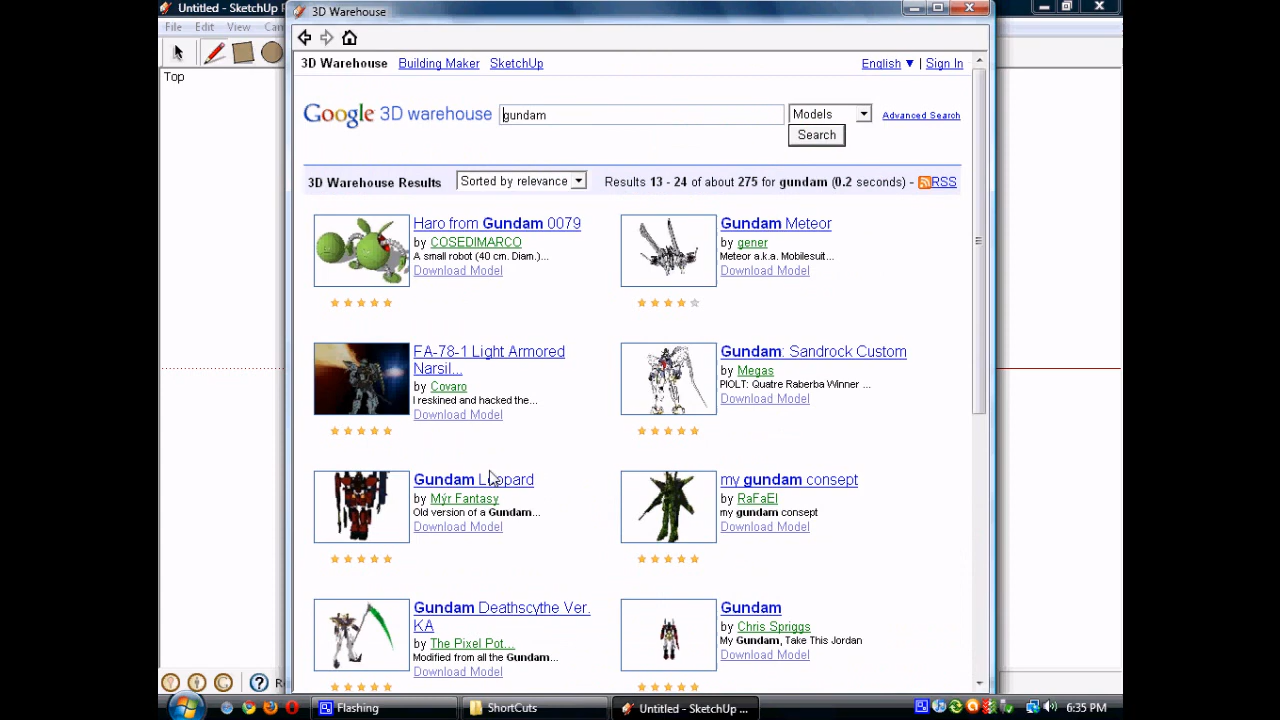 Untitled - SketchUp
3D Warehouse
File Edit View
3D Warehouse Building Maker SketchUp
English ▼ | Sign In
Top
Google 3D warehouse
gundam
Models
Advanced Search
Search
3D Warehouse Results
Sorted by relevance
Results 13 - 24 of about 275 for gundam (0.2 seconds) - RSS
Haro from Gundam 0079
by COSEDIMARCO
A small robot (40 cm. Diam.)...
Download Model
Gundam Meteor
by gener
Meteor a.k.a. Mobilesuit...
Download Model
FA-78-1 Light Armored
Narsil...
by Covaro
I reskined and hacked the...
Download Model
Gundam: Sandrock Custom
by Megas
PIOLT: Quatre Raberba Winner ...
Download Model
Gundam Leopard
by Mýr Fantasy
Old version of a Gundam...
Download Model
my gundam consept
by RaFaEl
my gundam consept
Download Model
Gundam Deathscythe Ver.
KA
by The Pixel Pot...
Modified from all the Gundam...
Download Model
Gundam
by Chris Spriggs
My Gundam, Take This Jordan
Download Model
Flashing
ShortCuts
Untitled - SketchUp ...
6:35 PM